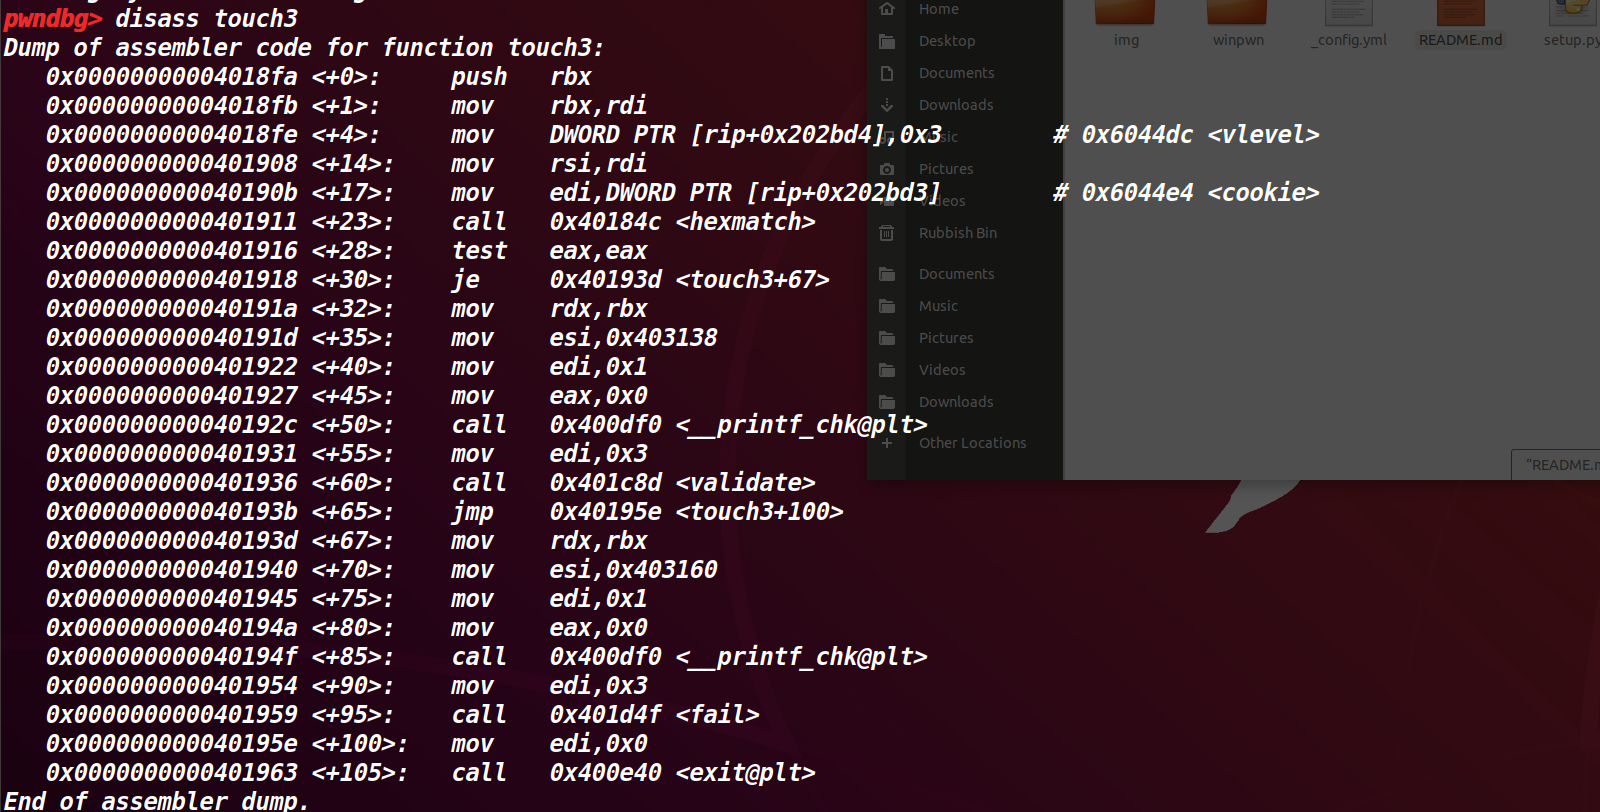 pwndbg> disass touch3
Dump of assembler code for function touch3:
   0x00000000004018fa <+0>:     push   rbx
   0x00000000004018fb <+1>:     mov    rbx,rdi
   0x00000000004018fe <+4>:     mov    DWORD PTR [rip+0x202bd4],0x3        # 0x6044dc <vlevel>
   0x0000000000401908 <+14>:    mov    rsi,rdi
   0x000000000040190b <+17>:    mov    edi,DWORD PTR [rip+0x202bd3]        # 0x6044e4 <cookie>
   0x0000000000401911 <+23>:    call   0x40184c <hexmatch>
   0x0000000000401916 <+28>:    test   eax,eax
   0x0000000000401918 <+30>:    je     0x40193d <touch3+67>
   0x000000000040191a <+32>:    mov    rdx,rbx
   0x000000000040191d <+35>:    mov    esi,0x403138
   0x0000000000401922 <+40>:    mov    edi,0x1
   0x0000000000401927 <+45>:    mov    eax,0x0
   0x000000000040192c <+50>:    call   0x400df0 <__printf_chk@plt>
   0x0000000000401931 <+55>:    mov    edi,0x3
   0x0000000000401936 <+60>:    call   0x401c8d <validate>
   0x000000000040193b <+65>:    jmp    0x40195e <touch3+100>
   0x000000000040193d <+67>:    mov    rdx,rbx
   0x0000000000401940 <+70>:    mov    esi,0x403160
   0x0000000000401945 <+75>:    mov    edi,0x1
   0x000000000040194a <+80>:    mov    eax,0x0
   0x000000000040194f <+85>:    call   0x400df0 <__printf_chk@plt>
   0x0000000000401954 <+90>:    mov    edi,0x3
   0x0000000000401959 <+95>:    call   0x401d4f <fail>
   0x000000000040195e <+100>:   mov    edi,0x0
   0x0000000000401963 <+105>:   call   0x400e40 <exit@plt>
End of assembler dump.
Home
Desktop
Documents
Downloads
Music
Pictures
Videos
Rubbish Bin
Documents
Music
Pictures
Videos
Downloads
Other Locations
img
winpwn
_config.yml
README.md
setup.py